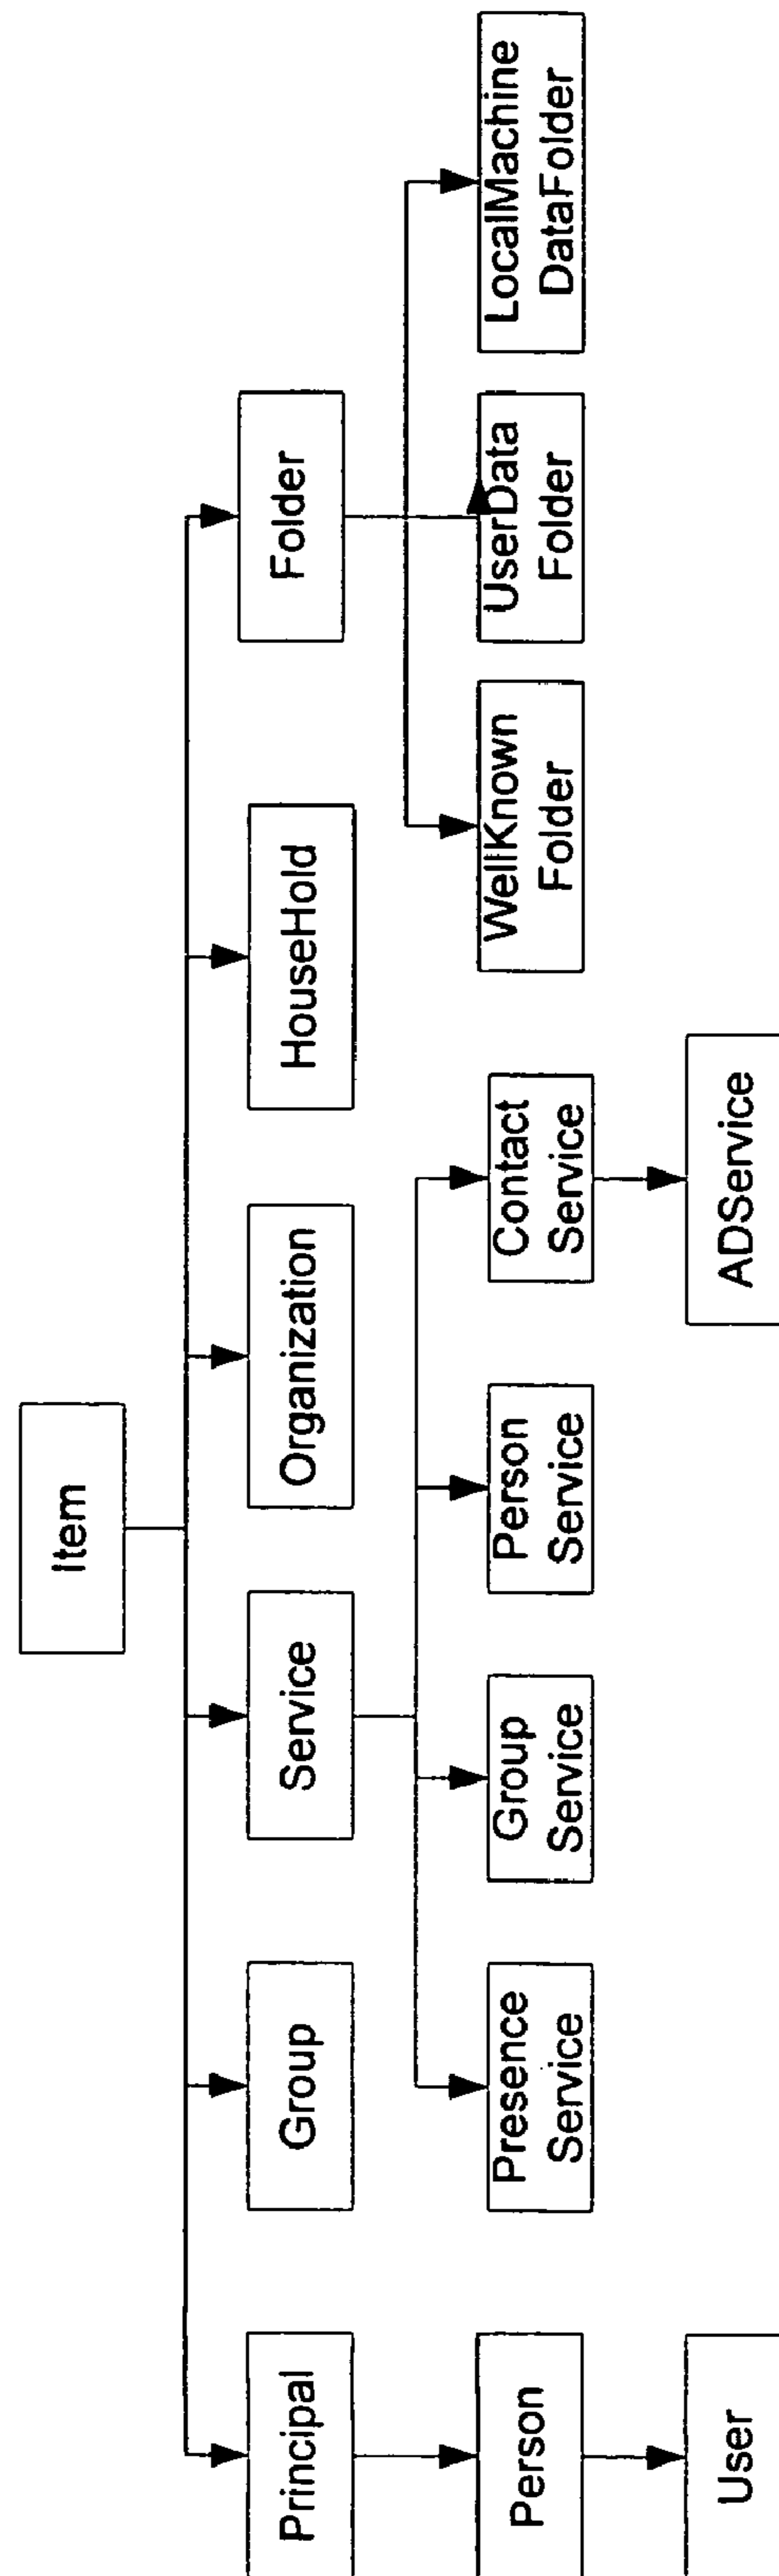 Item
Principal
Group
Service
Organization
HouseHold
Folder
Person
Presence
Service
Group
Service
Person
Service
Contact
Service
WellKnown
Folder
UserData
Folder
LocalMachine
DataFolder
User
ADService